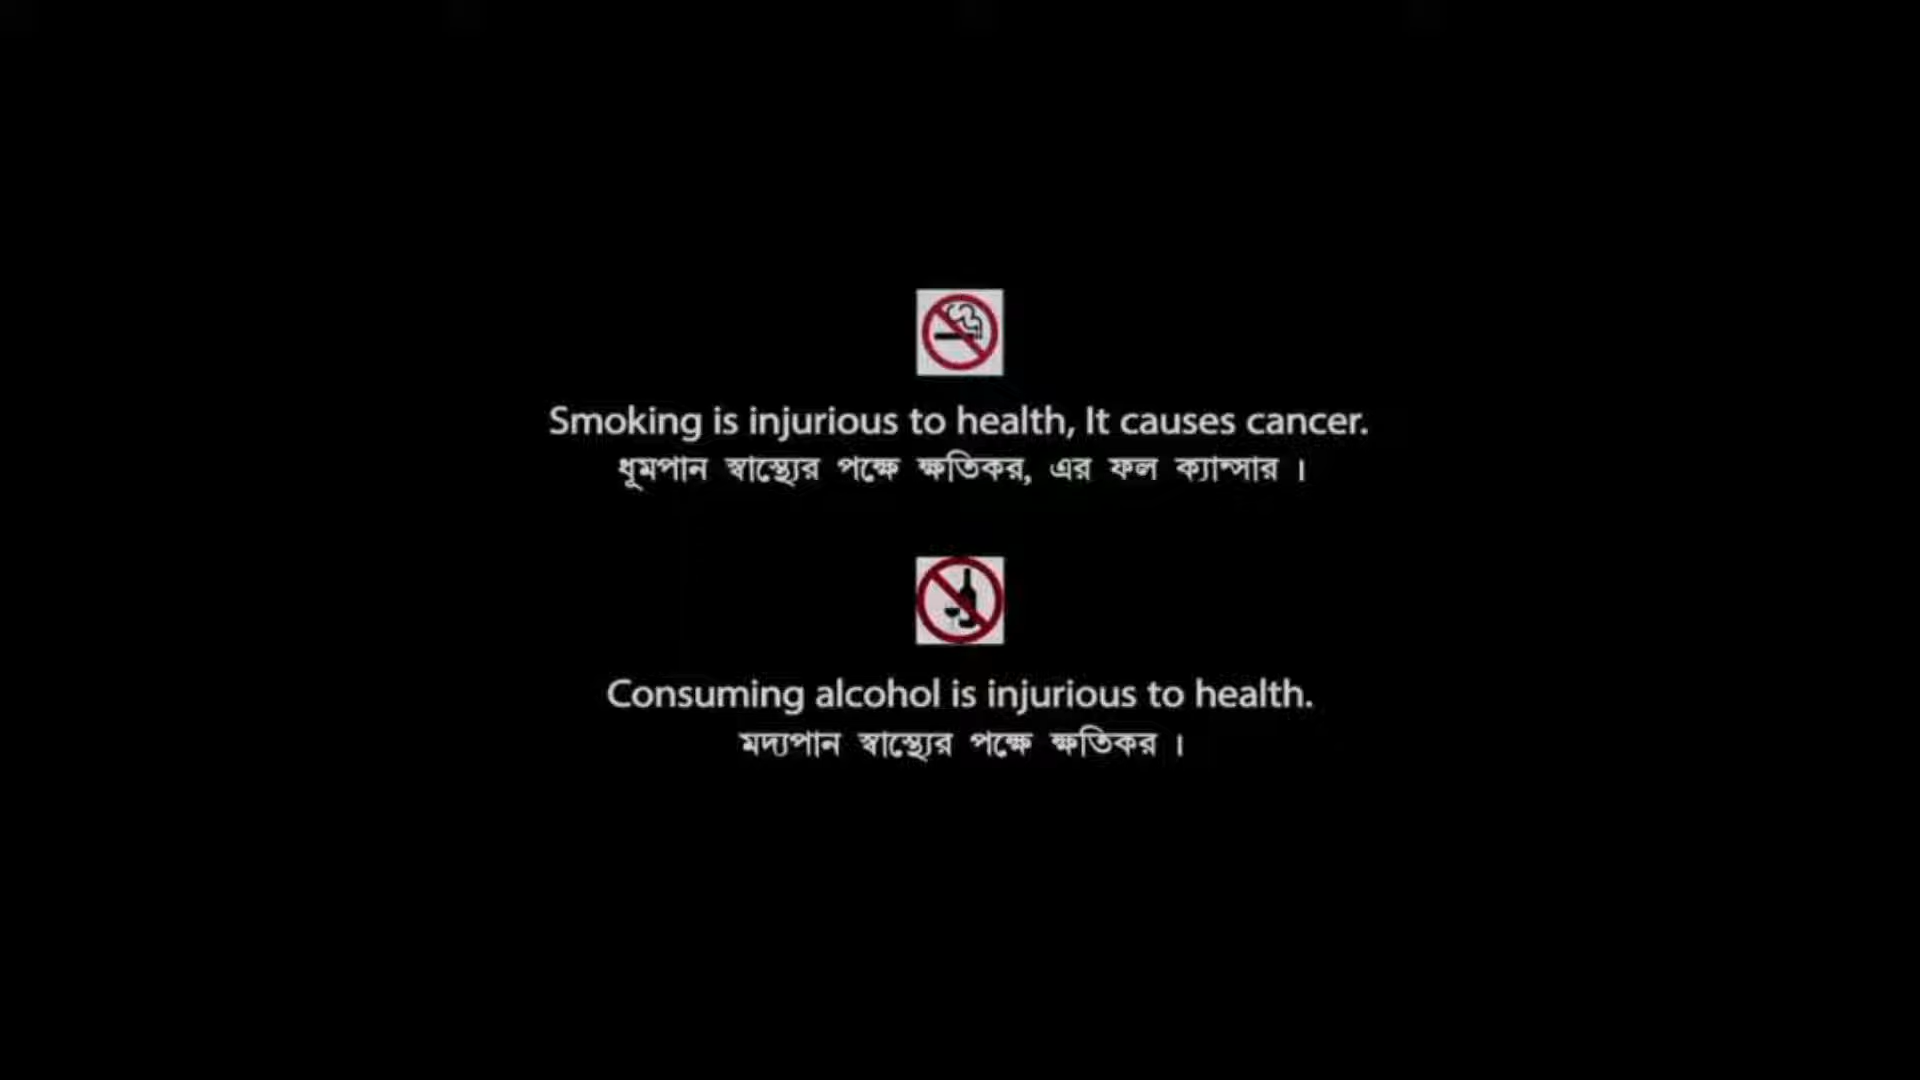 Smoking is injurious to health, It causes cancer.
ধূমপান স্বাস্থ্যের পক্ষে ক্ষতিকর, এর ফল ক্যান্সার ।
Consuming alcohol is injurious to health.
মদ্যপান স্বাস্থ্যের পক্ষে ক্ষতিকর ।